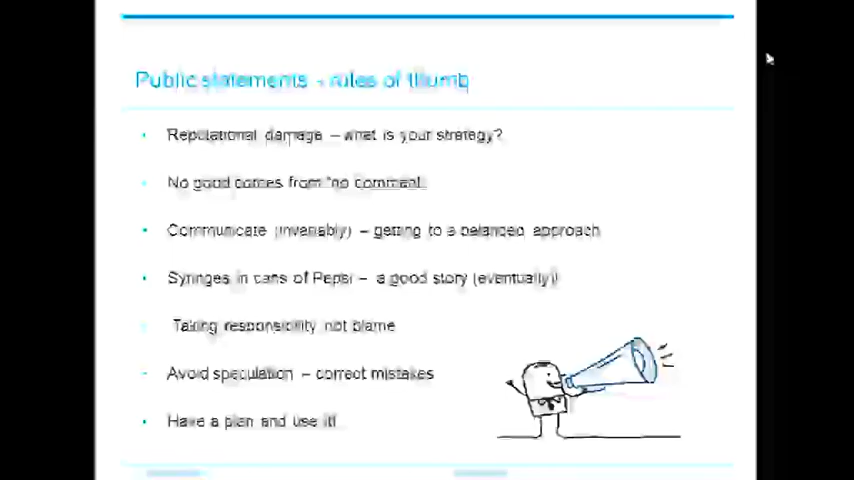 Public statements - rules of thumb
Reputational damage – what is your strategy?
No good comes from "no comment.
Communicate (invariably) – getting to a balanced approach
Syringes in cans of Pepsi – a good story (eventually)!
Taking responsibility not blame
Avoid speculation – correct mistakes
Have a plan and use it!